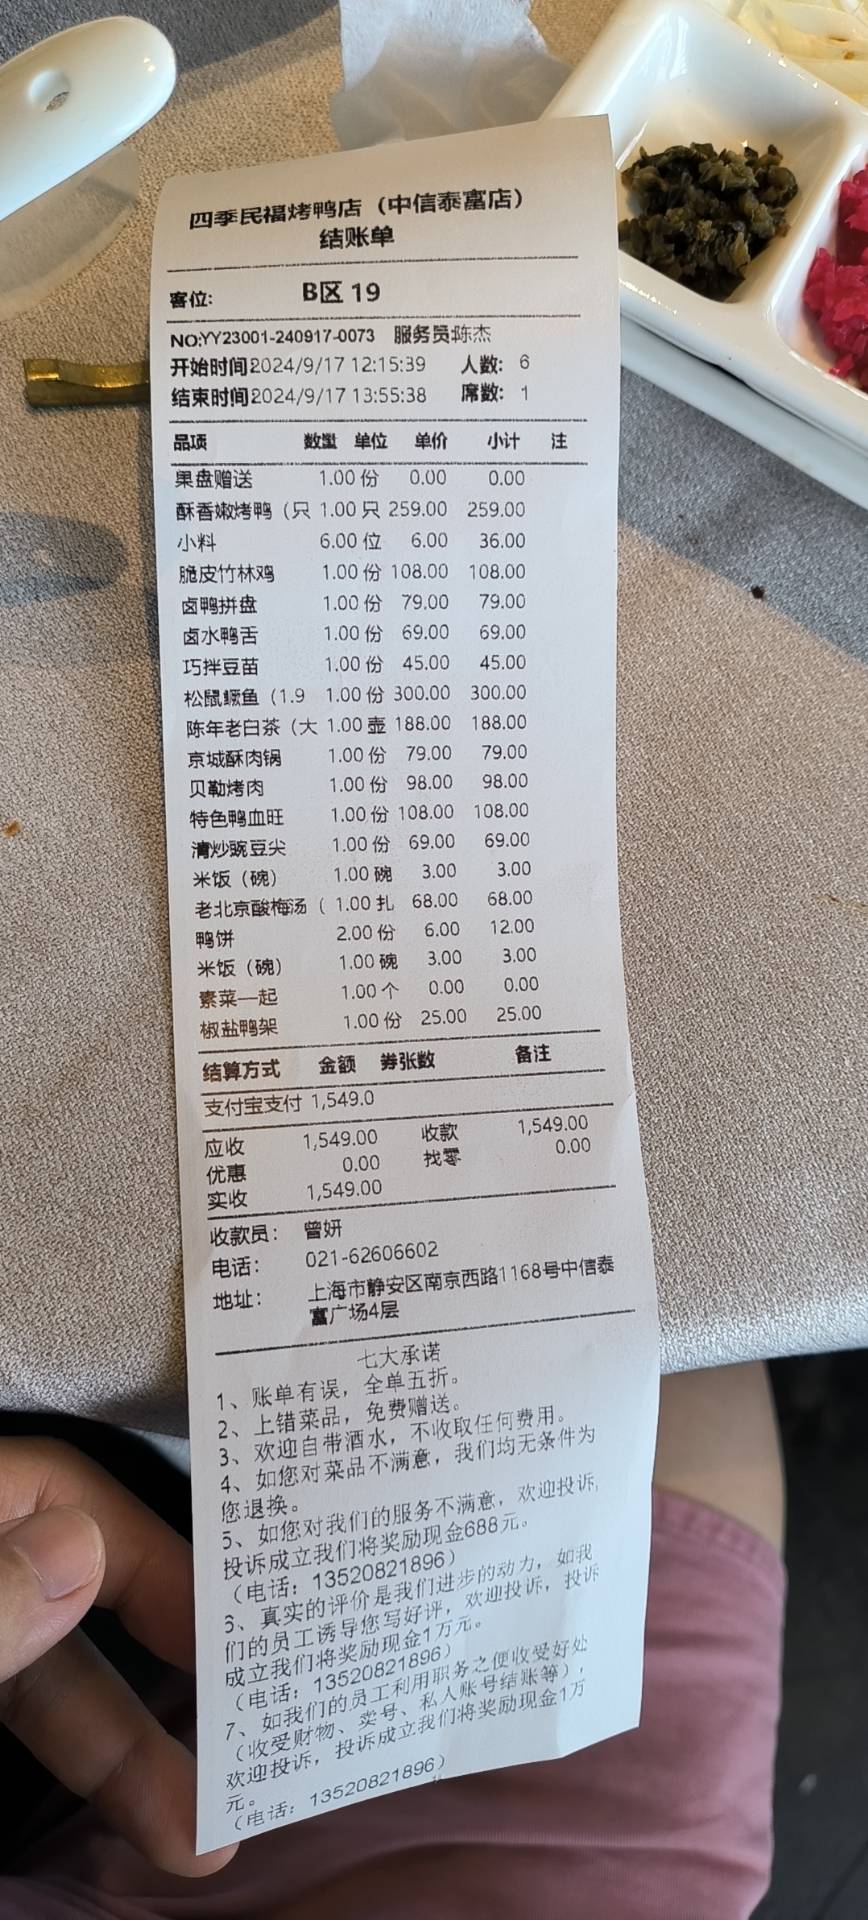 四季民福烤鸭店（中信泰富店）
结账单
客位: B区 19
NO:YY23001-240917-0073 服务员:陈杰
开始时间2024/9/17 12:15:39 人数: 6
结束时间2024/9/17 13:55:38 席数: 1
品项 数量 单位 单价 小计 注
果盘赠送 1.00 份 0.00 0.00
酥香嫩烤鸭（只 1.00 只 259.00 259.00
小料 6.00 位 6.00 36.00
脆皮竹林鸡 1.00 份 108.00 108.00
卤鸭拼盘 1.00 份 79.00 79.00
卤水鸭舌 1.00 份 69.00 69.00
巧拌豆苗 1.00 份 45.00 45.00
松鼠鳜鱼（1.9 1.00 份 300.00 300.00
陈年老白茶（大 1.00 壶 188.00 188.00
京城酥肉锅 1.00 份 79.00 79.00
贝勒烤肉 1.00 份 98.00 98.00
特色鸭血旺 1.00 份 108.00 108.00
清炒豌豆尖 1.00 份 69.00 69.00
米饭（碗） 1.00 碗 3.00 3.00
老北京酸梅汤（ 1.00 扎 68.00 68.00
鸭饼 2.00 份 6.00 12.00
米饭（碗） 1.00 碗 3.00 3.00
素菜一起 1.00 个 0.00 0.00
椒盐鸭架 1.00 份 25.00 25.00
结算方式 金额 券张数 备注
支付宝支付 1,549.0
应收 1,549.00 收款 1,549.00
优惠 0.00 找零 0.00
实收 1,549.00
收款员: 曾妍
电话: 021-62606602
地址: 上海市静安区南京西路1168号中信泰
富广场4层
七大承诺
1、账单有误，全单五折。
2、上错菜品，免费赠送。
3、欢迎自带酒水，不收取任何费用。
4、如您对菜品不满意，我们均无条件为
您退换。
5、如您对我们的服务不满意，欢迎投诉，
投诉成立我们将奖励现金688元。
（电话：13520821896）
6、真实的评价是我们进步的动力，如我
们的员工诱导您写好评，欢迎投诉，投诉
成立我们将奖励现金1万元。
（电话：13520821896）
7、如我们的员工利用职务之便收受好处
（收受财物、卖号、私人账号结账等），
欢迎投诉，投诉成立我们将奖励现金1万
元。
（电话：13520821896）